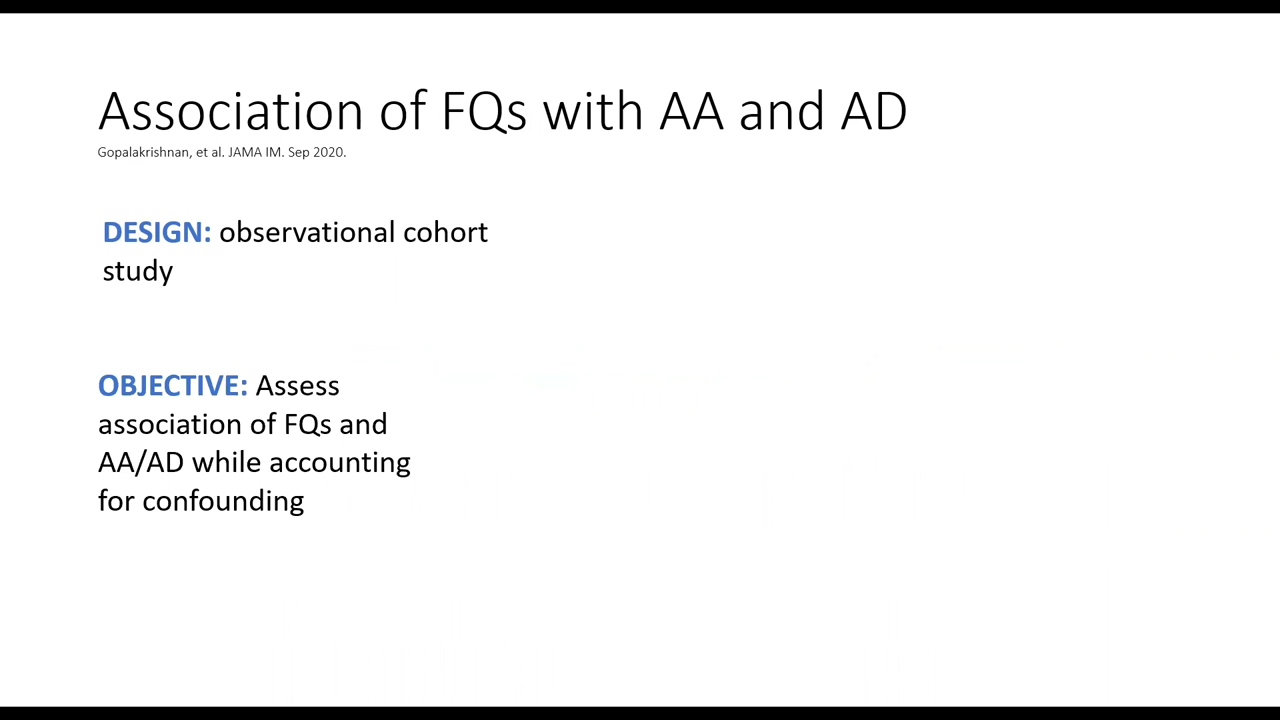 Association of FQs with AA and AD
Gopalakrishnan, et al. JAMA IM. Sep 2020.
DESIGN: observational cohort
study
OBJECTIVE: Assess
association of FQs and
AA/AD while accounting
for confounding